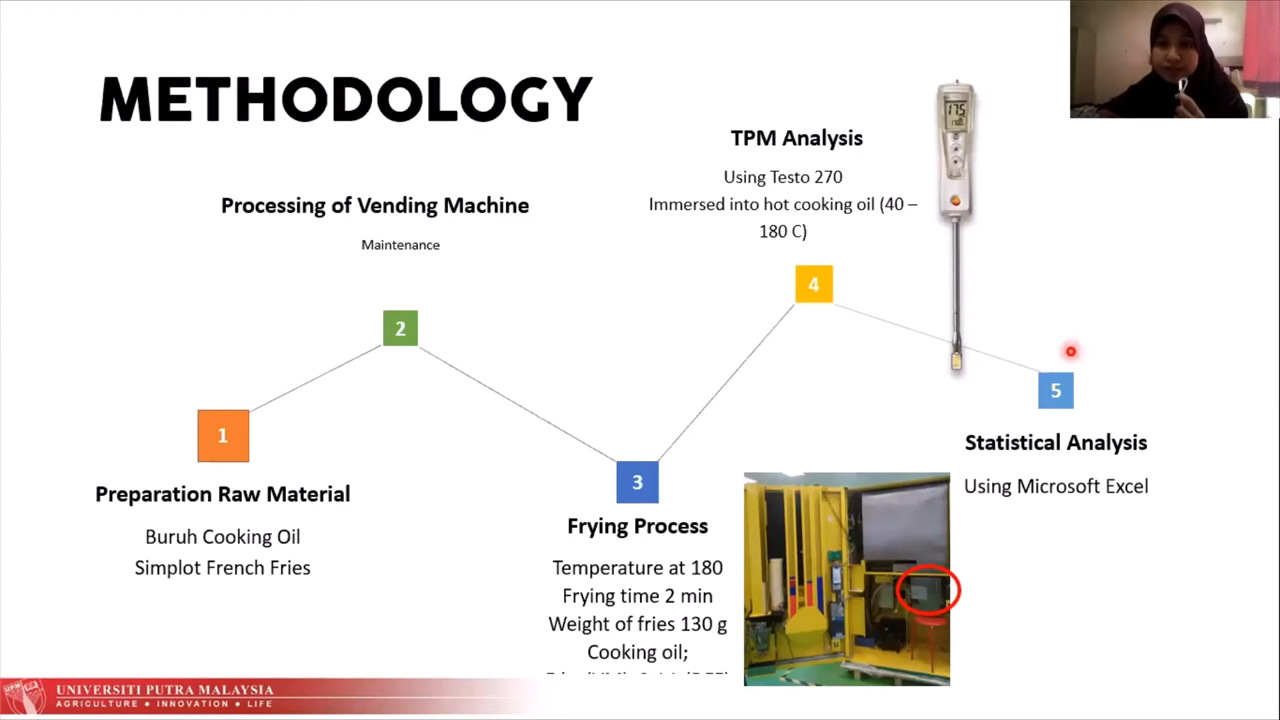 METHODOLOGY
TPM Analysis
Using Testo 270
Immersed into hot cooking oil (40 –
180 C)
Processing of Vending Machine
Maintenance
4
2
5
1
Statistical Analysis
Using Microsoft Excel
3
Preparation Raw Material
Buruh Cooking Oil
Simplot French Fries
Frying Process
Temperature at 180
Frying time 2 min
Weight of fries 130 g
Cooking oil;
UNIVERSITI PUTRA MALAYSIA
AGRICULTURE • INNOVATION • LIFE